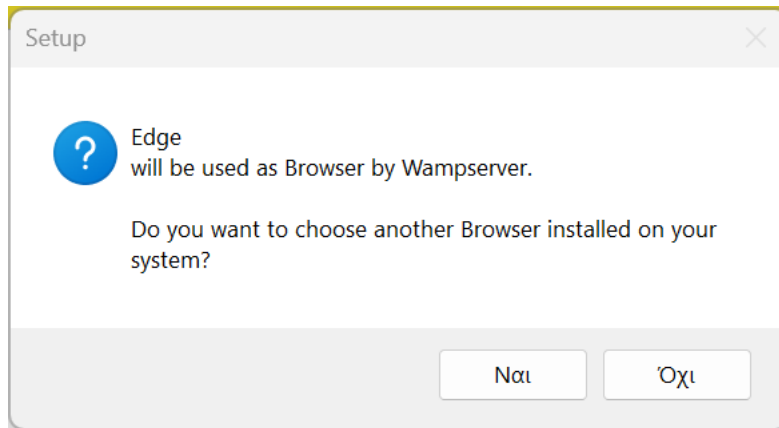 Setup
?
Edge
will be used as Browser by Wampserver.
Do you want to choose another Browser installed on your
system?
Ναι
Όχι